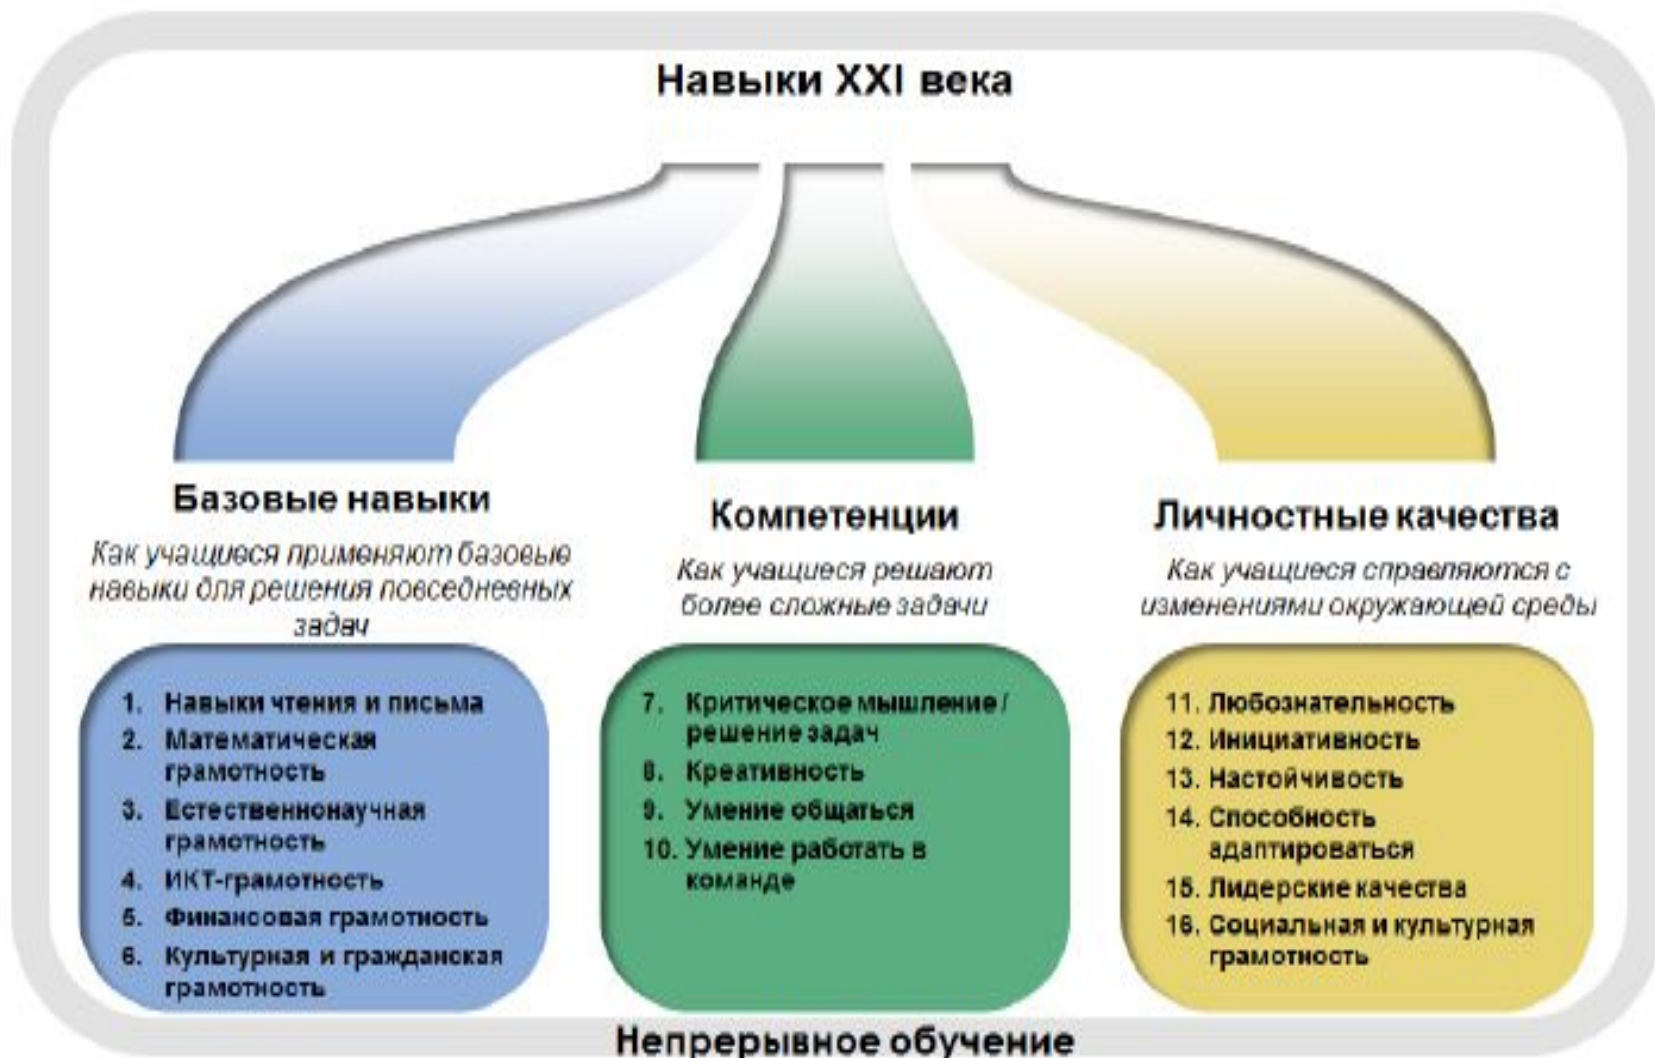 Навыки XXI века
Базовые навыки
Как учащиеся применяют базовые
навыки для решения повседневных
задач
1. Навыки чтения и письма
2. Математическая
грамотность
3. Естественнонаучная
грамотность
4. ИКТ-грамотность
5. Финансовая грамотность
6. Культурная и гражданская
грамотность
Компетенции
Как учащиеся решают
более сложные задачи
7. Критическое мышление /
решение задач
8. Креативность
9. Умение общаться
10. Умение работать в
команде
Личностные качества
Как учащиеся справляются с
изменениями окружающей среды
11. Любознательность
12. Инициативность
13. Настойчивость
14. Способность
адаптироваться
15. Лидерские качества
16. Социальная и культурная
грамотность
Непрерывное обучение